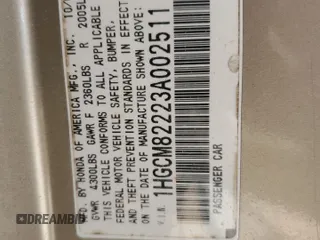 MFD. BY HONDA OF AMERICA MFG., INC. 10/
GVWR 4300LBS GAWR F 2360LBS R 2005L
THIS VEHICLE CONFORMS TO ALL APPLICABLE
FEDERAL MOTOR VEHICLE SAFETY, BUMPER,
AND THEFT PREVENTION STANDARDS IN EFFECT
ON THE DATE OF MANUFACTURE SHOWN ABOVE.
V.I.N. 1HGCM82223A002511
PASSENGER CAR
DREAMBID